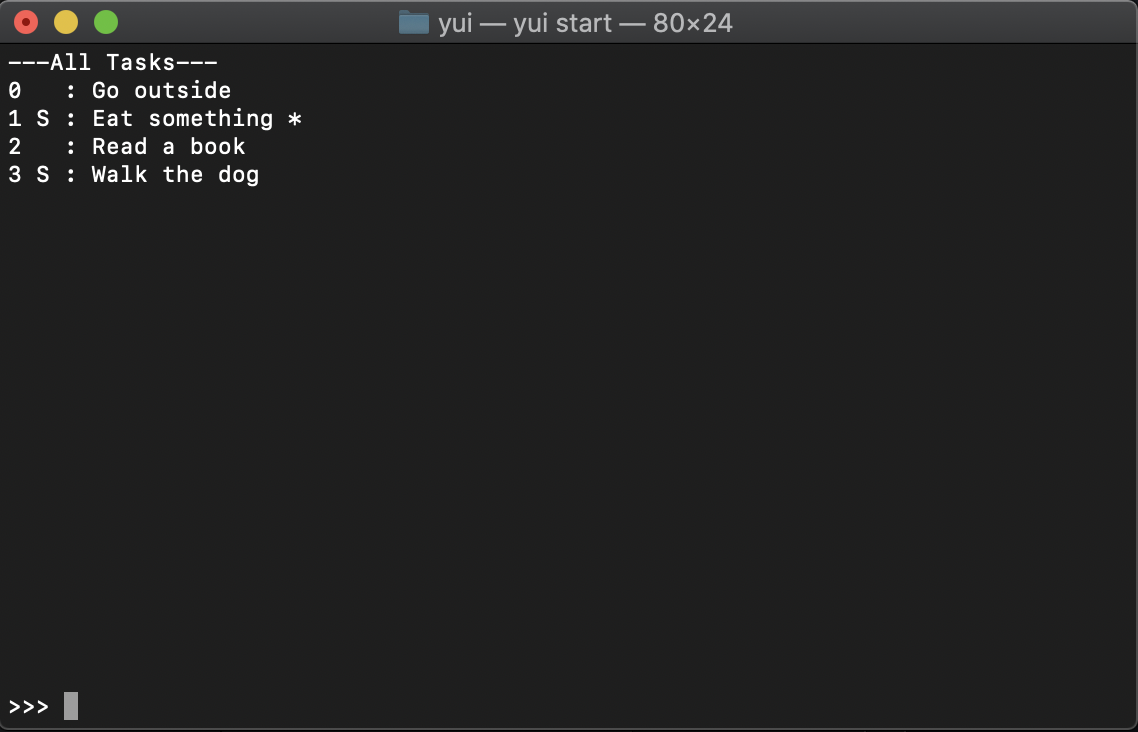 yui — yui start — 80×24
---All Tasks---
0   : Go outside
1 S : Eat something *
2   : Read a book
3 S : Walk the dog
>>>